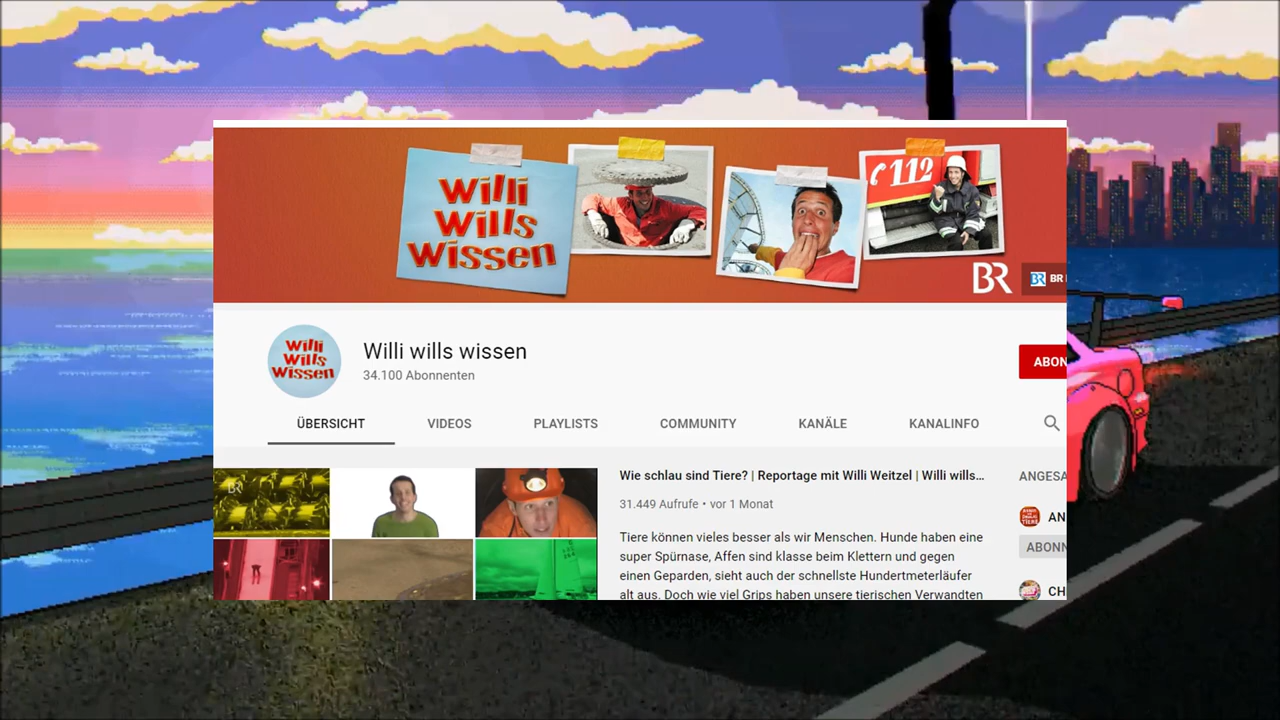 Willi
Wills
Wissen
112
BR
BR
BR
Willi
Wills
Wissen
Willi wills wissen
34.100 Abonnenten
ABON
ÜBERSICHT
VIDEOS
PLAYLISTS
COMMUNITY
KANÄLE
KANALINFO
BR
Wie schlau sind Tiere? | Reportage mit Willi Weitzel | Willi wills...
31.449 Aufrufe • vor 1 Monat
Tiere können vieles besser als wir Menschen. Hunde haben eine
super Spürnase, Affen sind klasse beim Klettern und gegen
einen Geparden, sieht auch der schnellste Hundertmeterläufer
alt aus. Doch wie viel Grips haben unsere tierischen Verwandten
ANGESA
AN
ABONN
CH